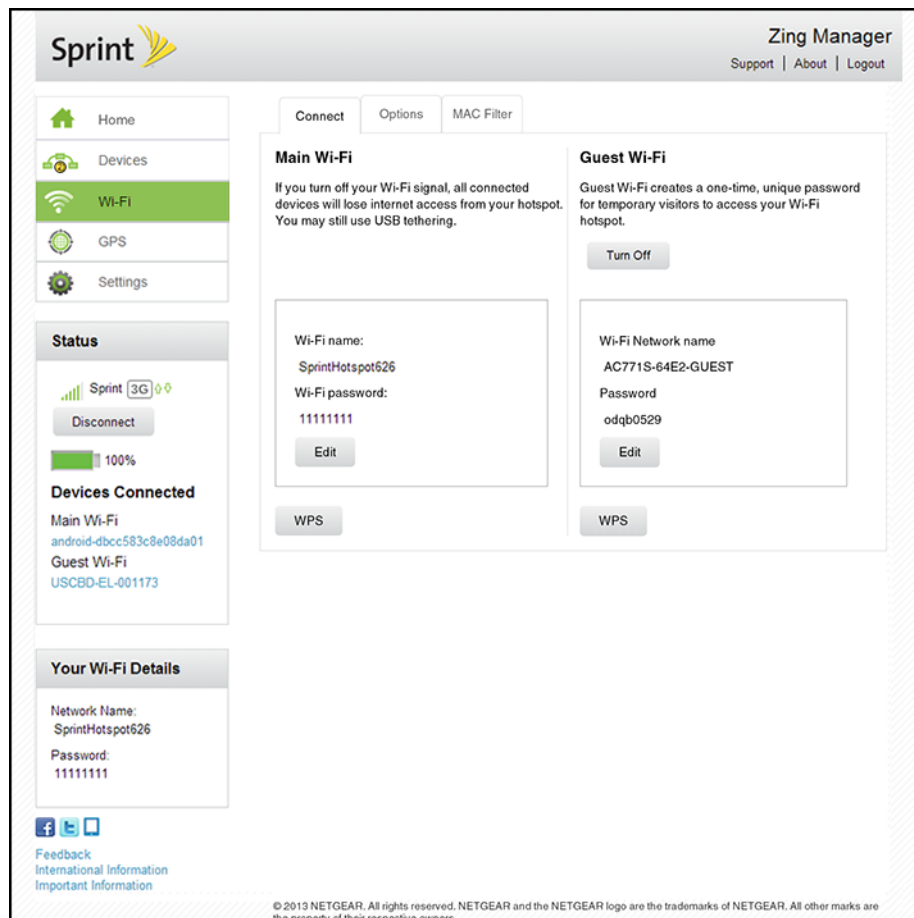 Sprint
Zing Manager
Support | About | Logout
Home
Devices
Wi-Fi
GPS
Settings
Status
Sprint 3G
Disconnect
100%
Devices Connected
Main Wi-Fi
android-dbcc583c8e08da01
Guest Wi-Fi
USCBD-EL-001173
Your Wi-Fi Details
Network Name:
SprintHotspot626
Password:
11111111
Feedback
International Information
Important Information
Connect
Options
MAC Filter
Main Wi-Fi
If you turn off your Wi-Fi signal, all connected
devices will lose internet access from your hotspot.
You may still use USB tethering.
Wi-Fi name:
SprintHotspot626
Wi-Fi password:
11111111
Edit
WPS
Guest Wi-Fi
Guest Wi-Fi creates a one-time, unique password
for temporary visitors to access your Wi-Fi
hotspot.
Turn Off
Wi-Fi Network name
AC771S-64E2-GUEST
Password
odqb0529
Edit
WPS
© 2013 NETGEAR. All rights reserved. NETGEAR and the NETGEAR logo are the trademarks of NETGEAR. All other marks are
the property of their respective owners